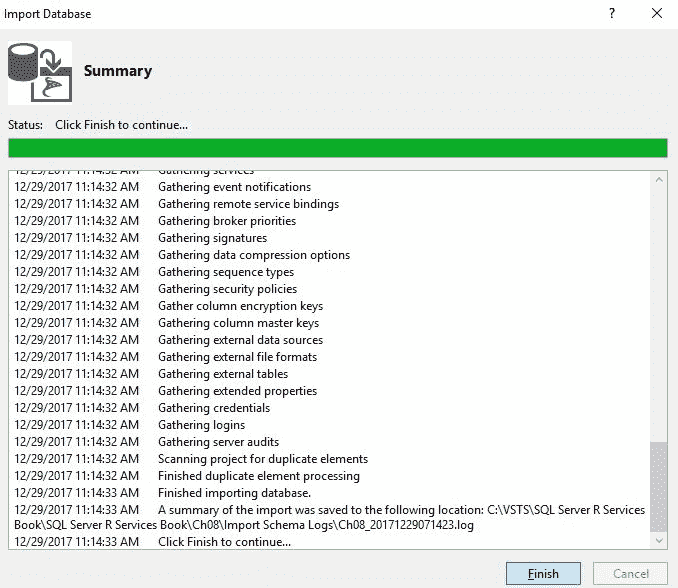 Import Database
Summary
Status: Click Finish to continue...
12/29/2017 11:14:32 AM Gathering services
12/29/2017 11:14:32 AM Gathering event notifications
12/29/2017 11:14:32 AM Gathering remote service bindings
12/29/2017 11:14:32 AM Gathering broker priorities
12/29/2017 11:14:32 AM Gathering signatures
12/29/2017 11:14:32 AM Gathering data compression options
12/29/2017 11:14:32 AM Gathering sequence types
12/29/2017 11:14:32 AM Gathering security policies
12/29/2017 11:14:32 AM Gather column encryption keys
12/29/2017 11:14:32 AM Gathering column master keys
12/29/2017 11:14:32 AM Gathering external data sources
12/29/2017 11:14:32 AM Gathering external file formats
12/29/2017 11:14:32 AM Gathering external tables
12/29/2017 11:14:32 AM Gathering extended properties
12/29/2017 11:14:32 AM Gathering credentials
12/29/2017 11:14:32 AM Gathering logins
12/29/2017 11:14:32 AM Gathering server audits
12/29/2017 11:14:32 AM Scanning project for duplicate elements
12/29/2017 11:14:32 AM Finished duplicate element processing
12/29/2017 11:14:33 AM Finished importing database.
12/29/2017 11:14:33 AM A summary of the import was saved to the following location: C:\VSTS\SQL Server R Services
Book\SQL Server R Services Book\Ch08\Import Schema Logs\Ch08_20171229071423.log
12/29/2017 11:14:33 AM Click Finish to continue...
Finish Cancel